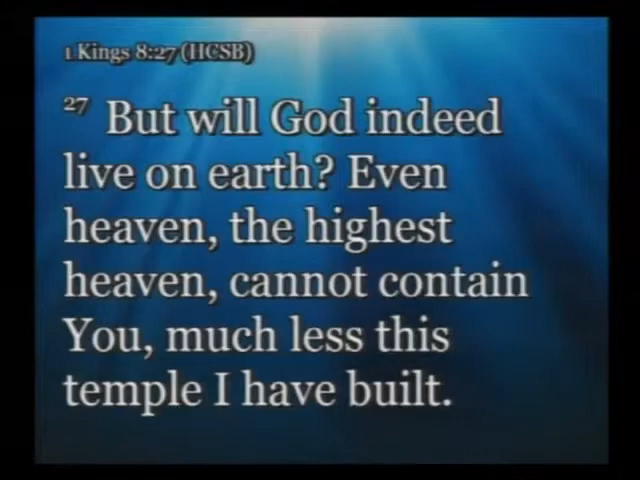 1 Kings 8:27 (HCSB)
27 But will God indeed
live on earth? Even
heaven, the highest
heaven, cannot contain
You, much less this
temple I have built.